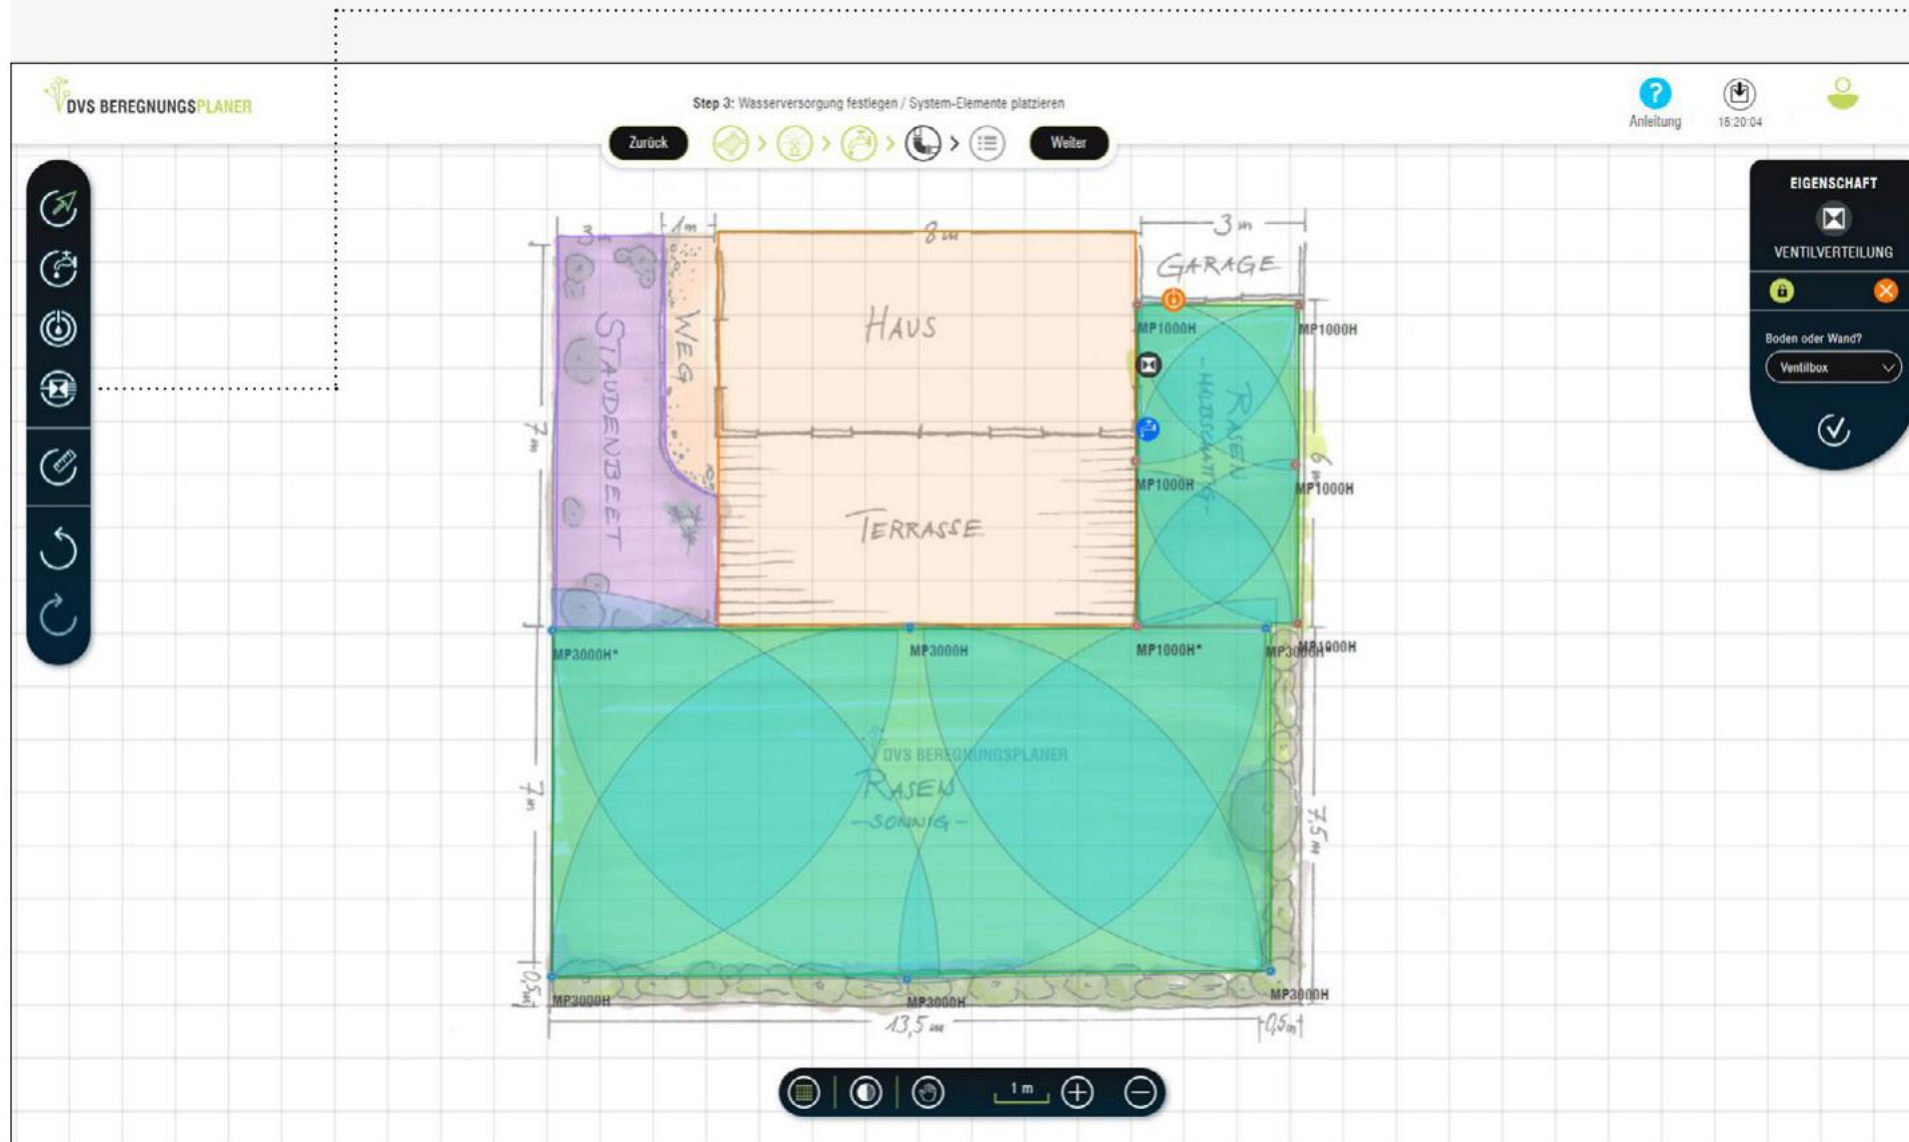 DVS BEREGNUNGSPLANER
Step 3: Wasserversorgung festlegen / System-Elemente platzieren
Zurück
Weiter
Anleitung
16:20:04
EIGENSCHAFT
VENTILVERTEILUNG
Boden oder Wand?
Ventilbox
1m
8m
3m
GARAGE
HAUS
WEG
STAUDENBEET
TERRASSE
MP1000H
MP1000H
RASEN
-HALBSCHATTIG-
7m
6m
MP1000H
MP1000H
MP3000H*
MP3000H
MP1000H*
MP1000H
DVS BEREGNUNGSPLANER
RASEN
-SONNIG-
7m
7,5m
0,5m
MP3000H
MP3000H
MP3000H
13,5m
0,5m
1 m